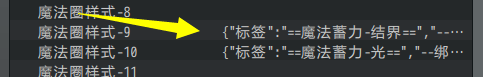 魔法圈样式-8
魔法圈样式-9 {"标签":"==魔法蓄力-结界==","--…
魔法圈样式-10 {"标签":"==魔法蓄力-光==","--绑…
魔法圈样式-11